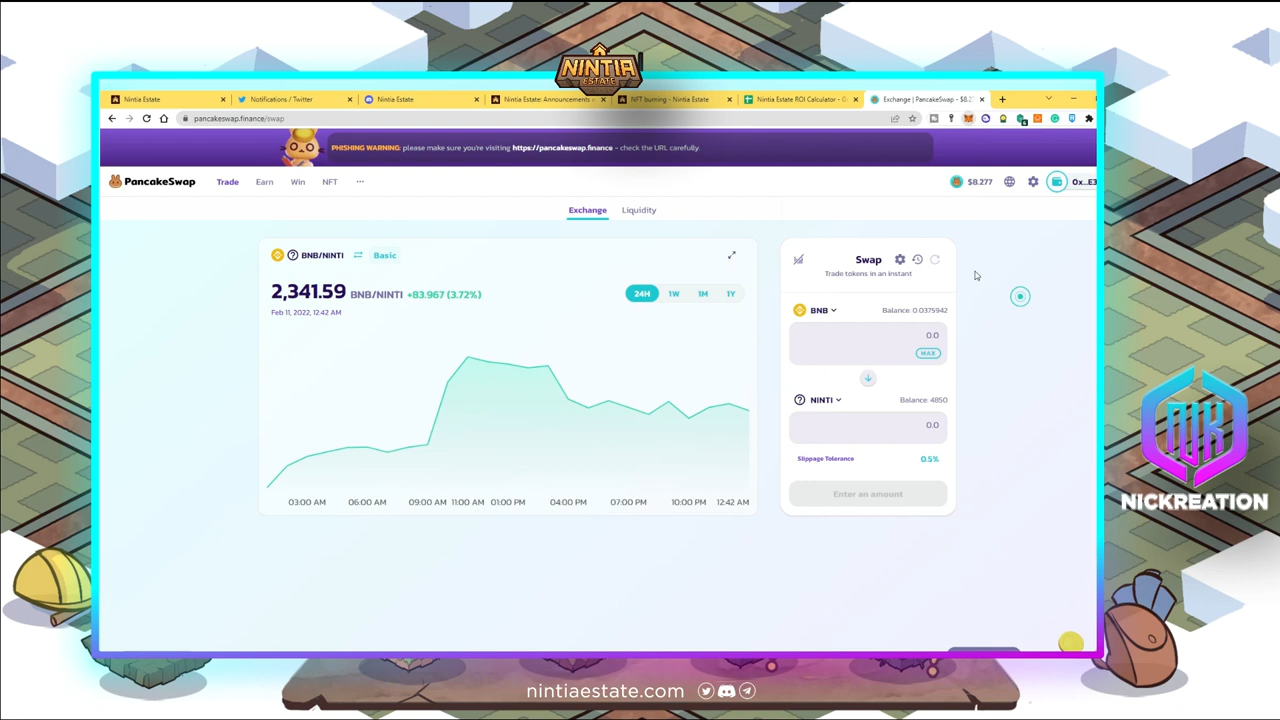 NINTIA
ESTATE
Nintia Estate
Notifications / Twitter
Nintia Estate
Nintia Estate: Announcements
NFT burning - Nintia Estate
Nintia Estate ROI Calculator - G
Exchange | PancakeSwap - $8.2
pancakeswap.finance/swap
PHISHING WARNING: please make sure you're visiting https://pancakeswap.finance - check the URL carefully.
PancakeSwap
Trade
Earn
Win
NFT
$8.277
0x...E3
Exchange
Liquidity
BNB/NINTI
Basic
2,341.59 BNB/NINTI +83.967 (3.72%)
Feb 11, 2022, 12:42 AM
24H
1W
1M
1Y
03:00 AM
06:00 AM
09:00 AM
11:00 AM
01:00 PM
04:00 PM
07:00 PM
10:00 PM
12:42 AM
Swap
Trade tokens in an instant
BNB
Balance: 0.0375942
0.0
MAX
NINTI
Balance: 4850
0.0
Slippage Tolerance
0.5%
Enter an amount
NIK
NICKREATION
nintiaestate.com